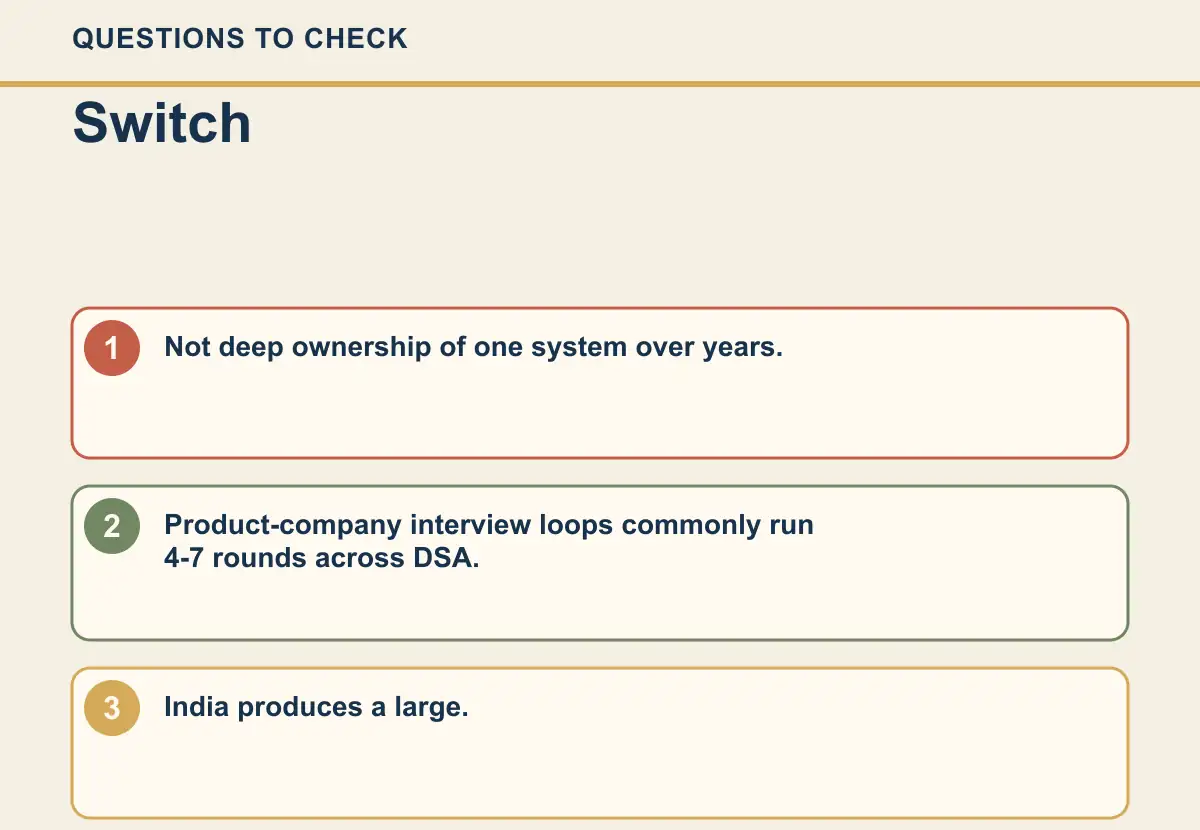 QUESTIONS TO CHECK
Switch
1
Not deep ownership of one system over years.
2
Product-company interview loops commonly run
4-7 rounds across DSA.
3
India produces a large.